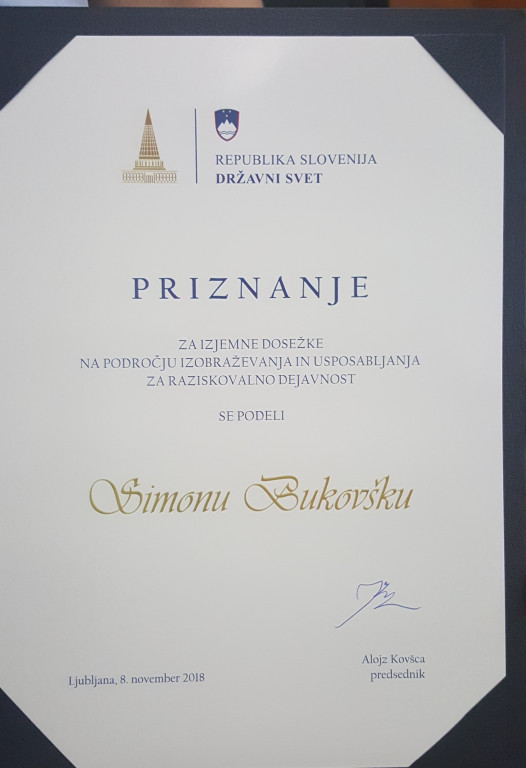 REPUBLIKA SLOVENIJA
DRŽAVNI SVET
PRIZNANJE
ZA IZJEMNE DOSEŽKE
NA PODROČJU IZOBRAŽEVANJA IN USPOSABLJANJA
ZA RAZISKOVALNO DEJAVNOST
SE PODELI
Simonu Bukovšku
Alojz Kovšca
predsednik
Ljubljana, 8. november 2018